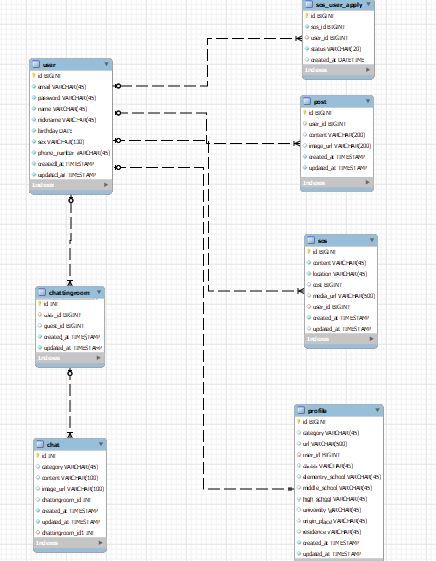 sos_user_apply
id BIGINT
sos_id BIGINT
user_id BIGINT
status VARCHAR(20)
created_at DATETIME
Indexes
user
id BIGINT
email VARCHAR(45)
password VARCHAR(45)
name VARCHAR(45)
nickname VARCHAR(45)
birthday DATE
sex VARCHAR(100)
phone_number VARCHAR(45)
created_at TIMESTAMP
updated_at TIMESTAMP
Indexes
post
id BIGINT
user_id BIGINT
content VARCHAR(200)
image_url VARCHAR(200)
created_at TIMESTAMP
updated_at TIMESTAMP
Indexes
sos
id BIGINT
content VARCHAR(45)
location VARCHAR(45)
cost BIGINT
media_url VARCHAR(500)
user_id BIGINT
created_at TIMESTAMP
updated_at TIMESTAMP
Indexes
chattingroom
id INT
user_id BIGINT
guest_id BIGINT
created_at TIMESTAMP
updated_at TIMESTAMP
Indexes
chat
id INT
category VARCHAR(45)
content VARCHAR(100)
image_url VARCHAR(100)
chattingroom_id INT
created_at TIMESTAMP
updated_at TIMESTAMP
chattingroom_id1 INT
Indexes
profile
id BIGINT
category VARCHAR(45)
url VARCHAR(500)
user_id BIGINT
VARCHAR(45)
elementery_school VARCHAR(45)
middle_school VARCHAR(45)
high_school VARCHAR(45)
university VARCHAR(45)
origin_place VARCHAR(45)
residence VARCHAR(45)
created_at TIMESTAMP
updated_at TIMESTAMP